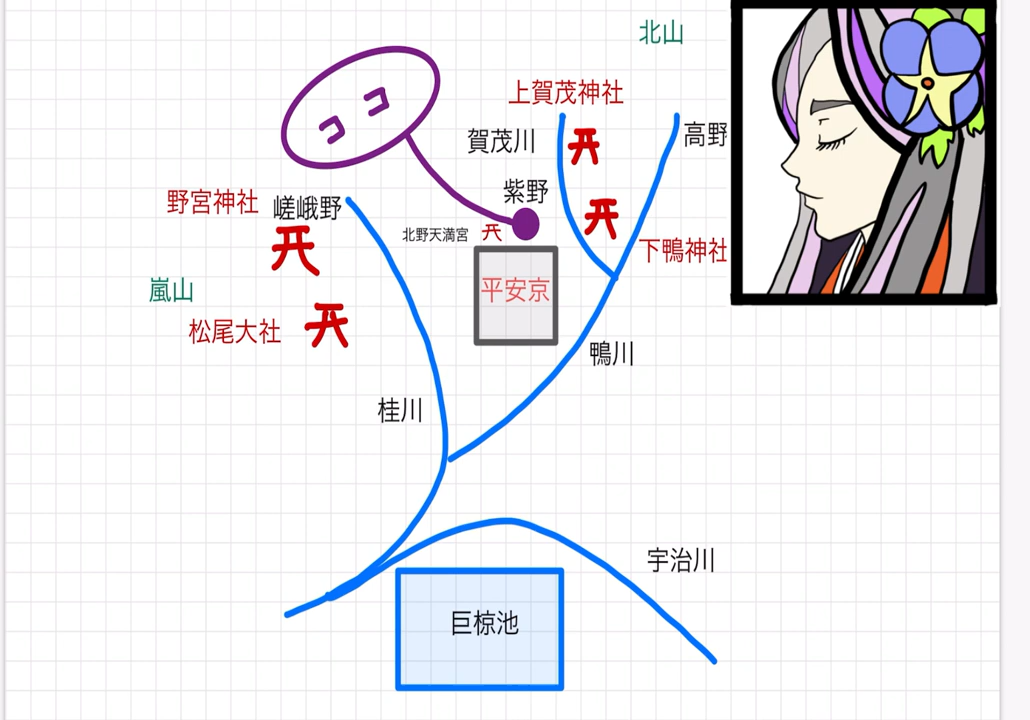 北山
上賀茂神社
ココ
賀茂川
高野
野宮神社
嵯峨野
紫野
北野天満宮
下鴨神社
嵐山
平安京
松尾大社
鴨川
桂川
宇治川
巨椋池